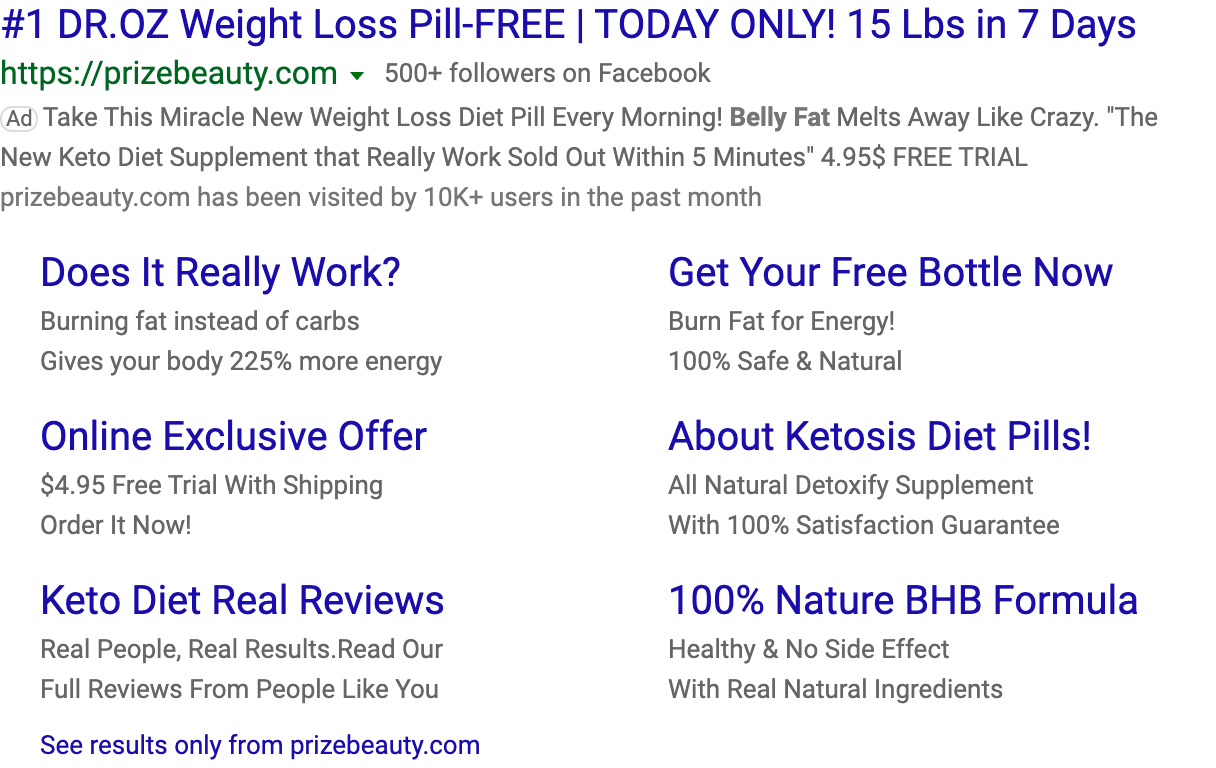 #1 DR.OZ Weight Loss Pill-FREE | TODAY ONLY! 15 Lbs in 7 Days
https://prizebeauty.com 500+ followers on Facebook
Ad Take This Miracle New Weight Loss Diet Pill Every Morning! Belly Fat Melts Away Like Crazy. "The
New Keto Diet Supplement that Really Work Sold Out Within 5 Minutes" 4.95$ FREE TRIAL
prizebeauty.com has been visited by 10K+ users in the past month
Does It Really Work?
Burning fat instead of carbs
Gives your body 225% more energy
Get Your Free Bottle Now
Burn Fat for Energy!
100% Safe & Natural
Online Exclusive Offer
$4.95 Free Trial With Shipping
Order It Now!
About Ketosis Diet Pills!
All Natural Detoxify Supplement
With 100% Satisfaction Guarantee
Keto Diet Real Reviews
Real People, Real Results.Read Our
Full Reviews From People Like You
100% Nature BHB Formula
Healthy & No Side Effect
With Real Natural Ingredients
See results only from prizebeauty.com